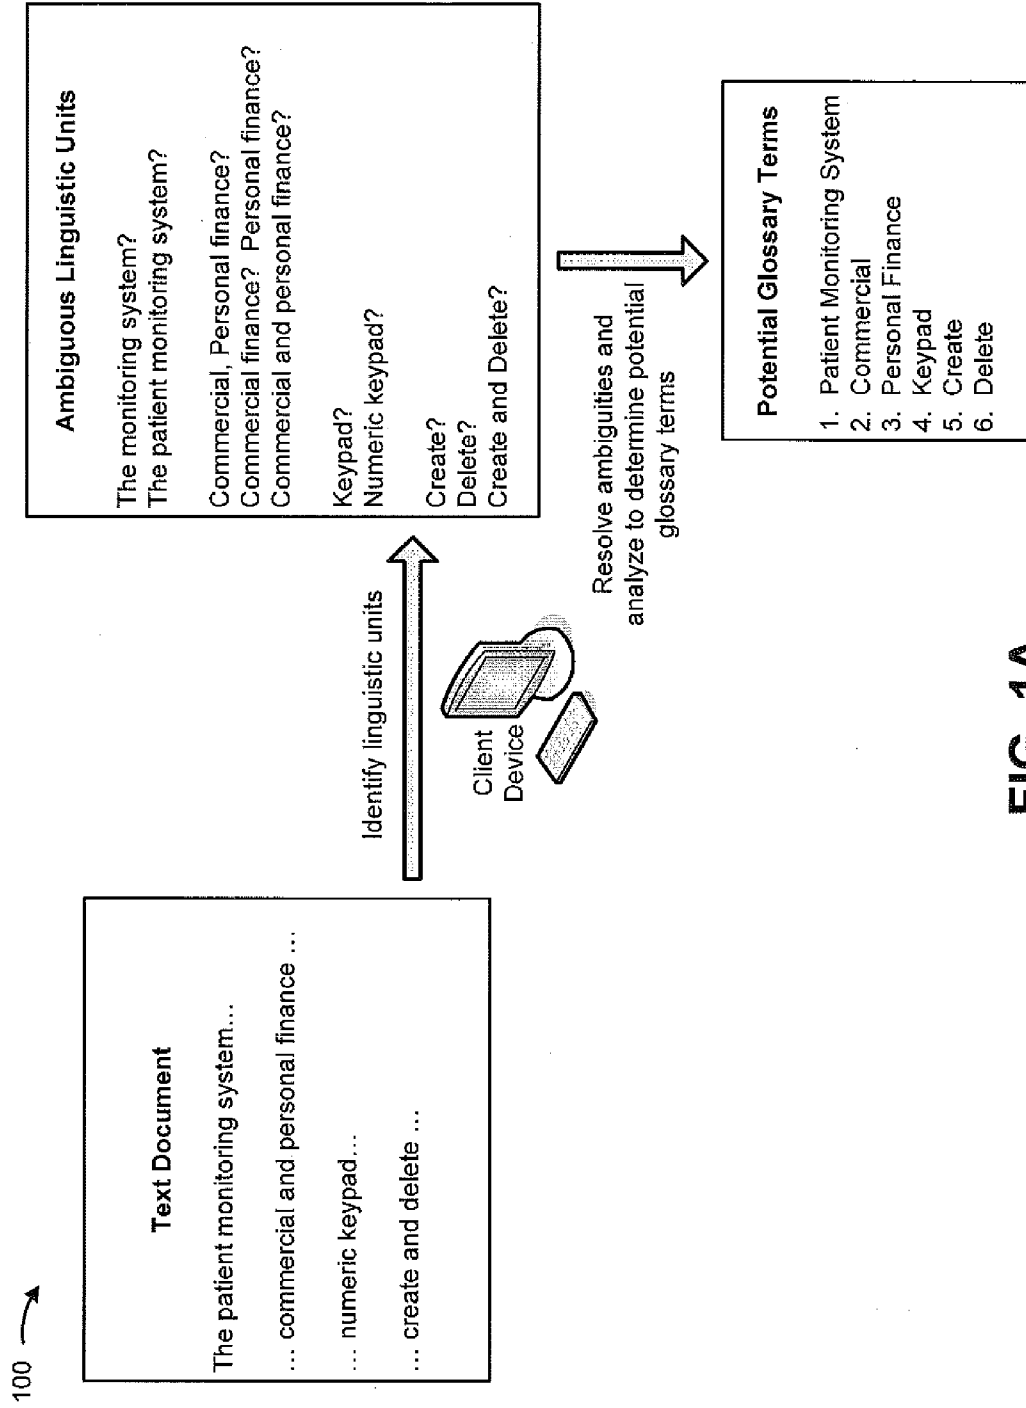 100
Text Document
The patient monitoring system...
... commercial and personal finance ...
... numeric keypad...
... create and delete ...
Identify linguistic units
Client
Device
Ambiguous Linguistic Units
The monitoring system?
The patient monitoring system?
Commercial, Personal finance?
Commercial finance? Personal finance?
Commercial and personal finance?
Keypad?
Numeric keypad?
Create?
Delete?
Create and Delete?
Resolve ambiguities and
analyze to determine potential
glossary terms
Potential Glossary Terms
1. Patient Monitoring System
2. Commercial
3. Personal Finance
4. Keypad
5. Create
6. Delete
FIG. 1A